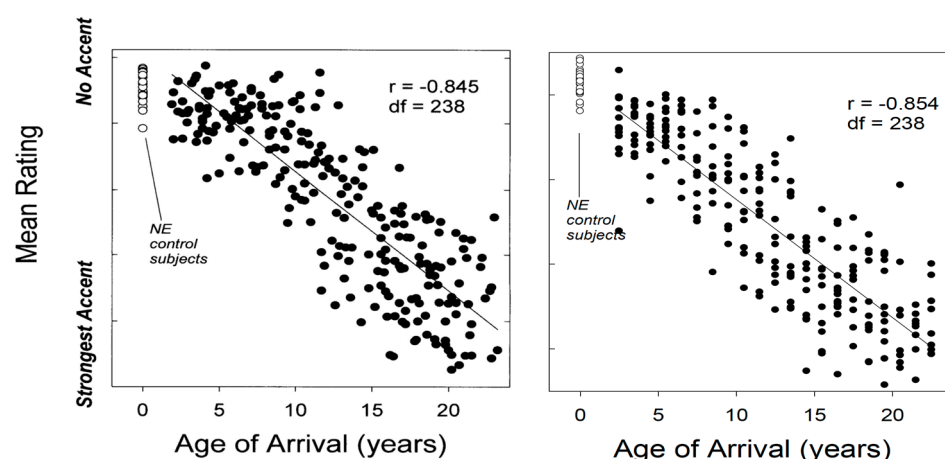 Mean Rating
No Accent
Strongest Accent
r = -0.845
df = 238
NE
control
subjects
0 5 10 15 20
Age of Arrival (years)
r = -0.854
df = 238
NE
control
subjects
0 5 10 15 20
Age of Arrival (years)